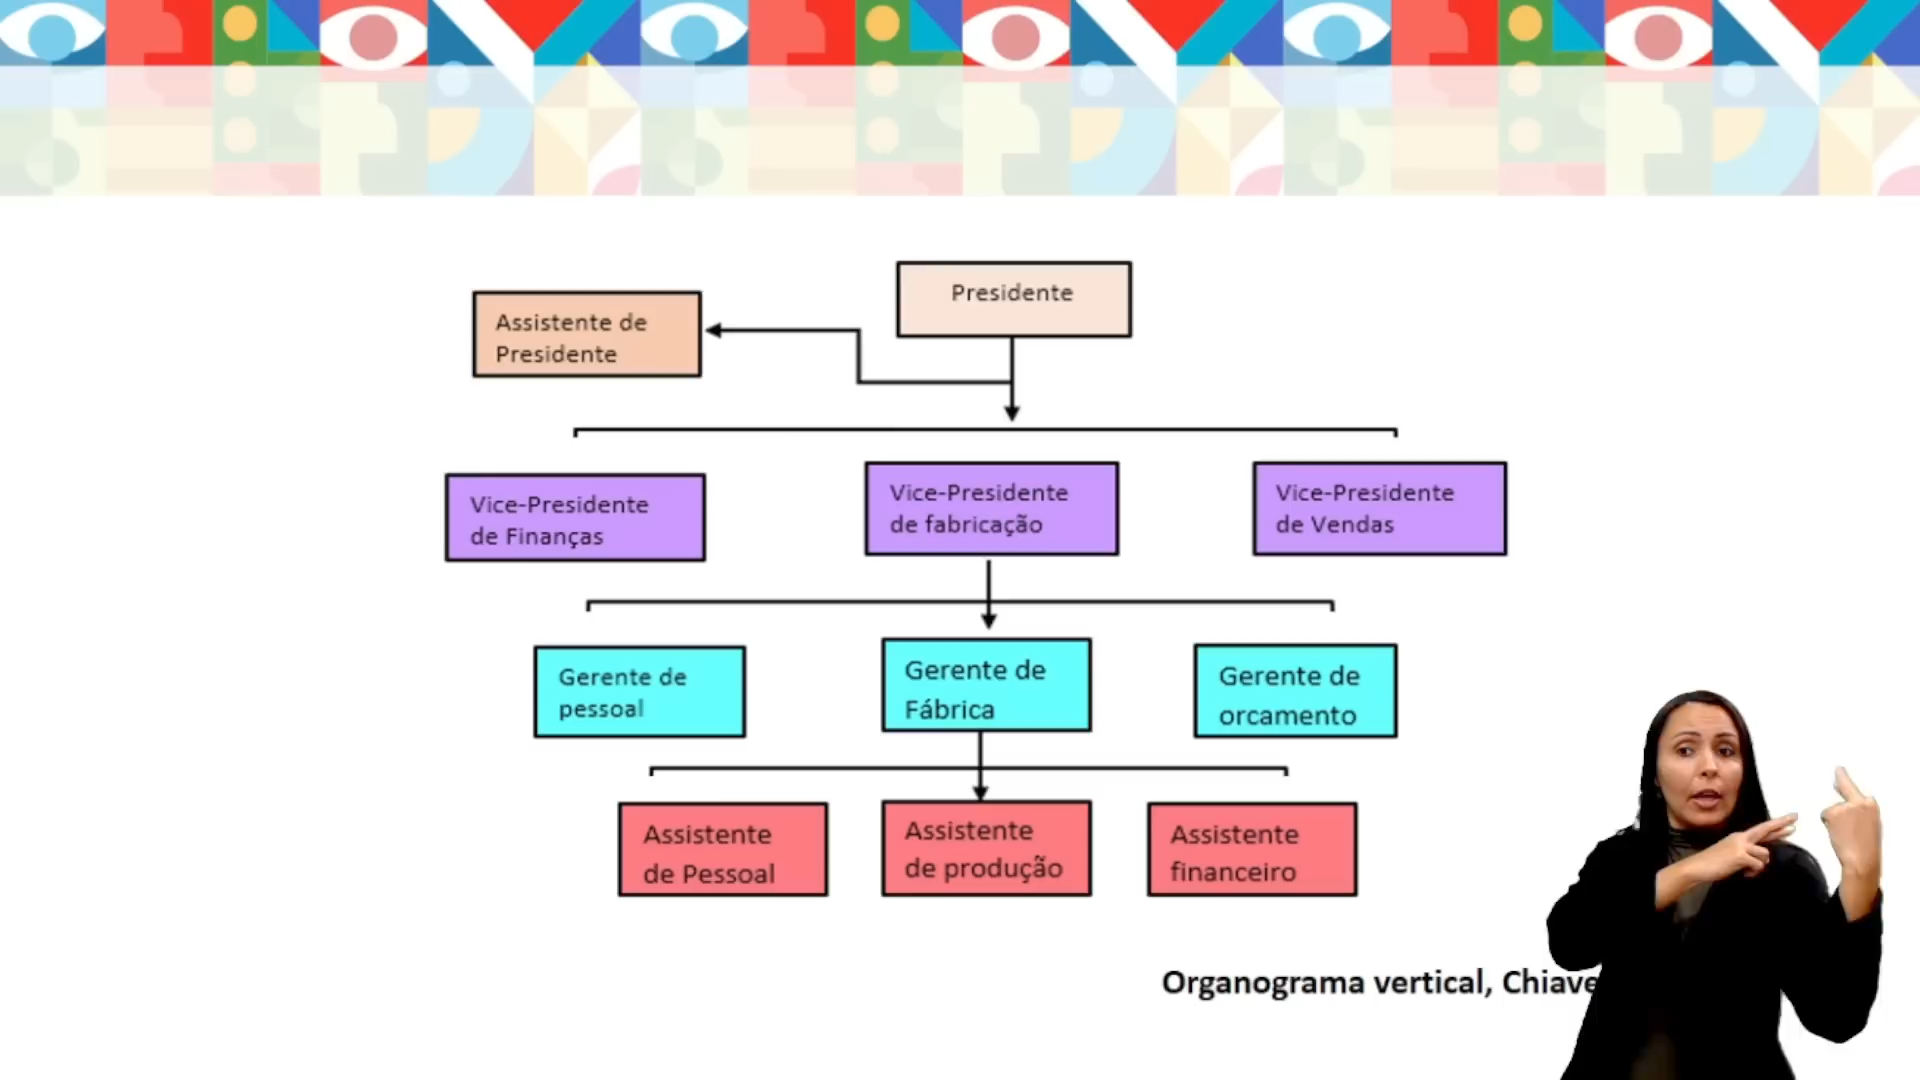 Presidente
Assistente de
Presidente
Vice-Presidente
de Finanças
Vice-Presidente
de fabricação
Vice-Presidente
de Vendas
Gerente de
pessoal
Gerente de
Fábrica
Gerente de
orcamento
Assistente
de Pessoal
Assistente
de produção
Assistente
financeiro
Organograma vertical,